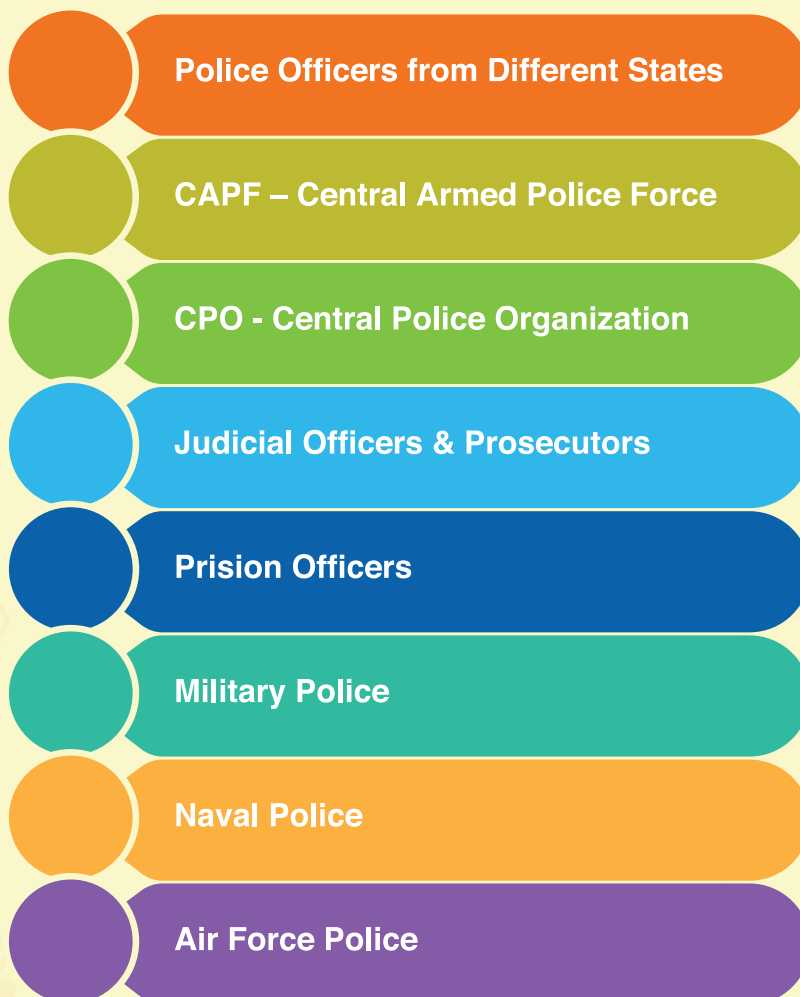 Police Officers from Different States
CAPF – Central Armed Police Force
CPO - Central Police Organization
Judicial Officers & Prosecutors
Prision Officers
Military Police
Naval Police
Air Force Police